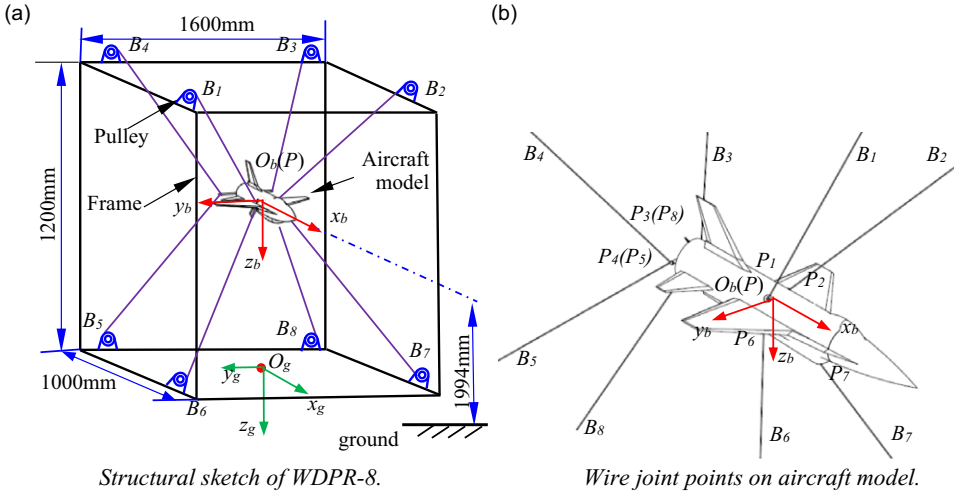 (a)
1600mm
B4
B3
B1
B2
Pulley
Ob(P)
Aircraft
model
Frame
1200mm
yb
xb
zb
B5
B8
B7
1000mm
Og
yg
B6
xg
zg
1994mm
ground
Structural sketch of WDPR-8.
(b)
B4
B3
B1
B2
P3(P8)
P4(P5)
P1
Ob(P)
P2
yb
xb
P6
zb
B5
P7
B8
B6
B7
Wire joint points on aircraft model.